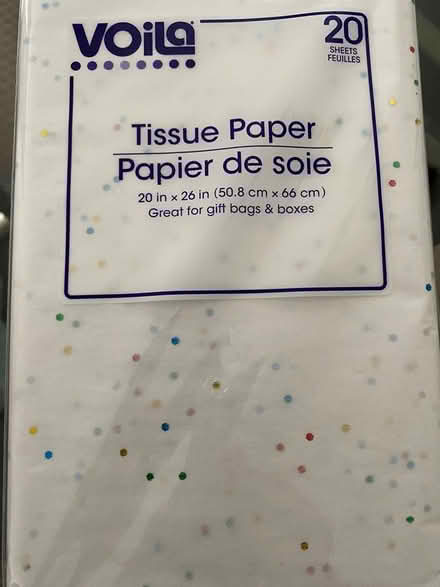 VOiLa
20
SHEETS
FEUILLES
Tissue Paper
Papier de soie
20 in x 26 in (50.8 cm x 66 cm)
Great for gift bags & boxes